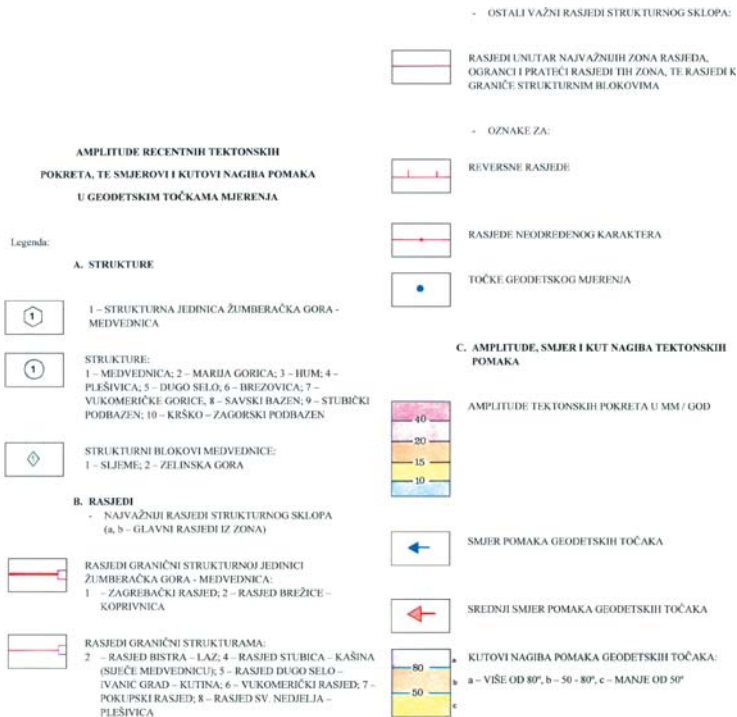 AMPLITUDE RECENTNIH TEKTONSKIH
POKRETA, TE SMJEROVI I KUTOVI NAGIBA POMAKA
U GEODETSKIM TOČKAMA MJERENJA
Legenda:
A. STRUKTURE
1
1 – STRUKTURNA JEDINICA ŽUMBERAČKA GORA -
MEDVEDNICA
1
STRUKTURE:
1 – MEDVEDNICA; 2 – MARIJA GORICA; 3 – HUM; 4 –
PLEŠIVICA; 5 – DUGO SELO; 6 – BREZOVICA; 7 –
VUKOMERIČKE GORICE, 8 – SAVSKI BAZEN; 9 – STUBIČKI
PODBAZEN; 10 – KRŠKO – ZAGORSKI PODBAZEN
1
STRUKTURNI BLOKOVI MEDVEDNICE:
1 – SLJEME; 2 – ZELINSKA GORA
B. RASJEDI
- NAJVAŽNIJI RASJEDI STRUKTURNOG SKLOPA
(a, b – GLAVNI RASJEDI IZ ZONA)
RASJEDI GRANIČNI STRUKTURNOJ JEDINICI
ŽUMBERAČKA GORA - MEDVEDNICA:
1 – ZAGREBAČKI RASJED; 2 – RASJED BREŽICE –
KOPRIVNICA
RASJEDI GRANIČNI STRUKTURAMA:
2 – RASJED BISTRA – LAZ; 4 – RASJED STUBICA – KAŠINA
(SIJEČE MEDVEDNICU); 5 – RASJED DUGO SELO –
IVANIĆ GRAD – KUTINA; 6 – VUKOMERIČKI RASJED; 7 –
POKUPSKI RASJED; 8 – RASJED SV. NEDJELJA –
PLEŠIVICA
- OSTALI VAŽNI RASJEDI STRUKTURNOG SKLOPA:
RASJEDI UNUTAR NAJVAŽNIJIH ZONA RASJEDA,
OGRANCI I PRATEĆI RASJEDI TIH ZONA, TE RASJEDI K
GRANIČE STRUKTURNIM BLOKOVIMA
- OZNAKE ZA:
REVERSNE RASJEDE
RASJEDE NEODREĐENOG KARAKTERA
TOČKE GEODETSKOG MJERENJA
C. AMPLITUDE, SMJER I KUT NAGIBA TEKTONSKIH
POMAKA
AMPLITUDE TEKTONSKIH POKRETA U MM / GOD
40
20
15
10
SMJER POMAKA GEODETSKIH TOČAKA
SREDNJI SMJER POMAKA GEODETSKIH TOČAKA
80
50
a
b
c
KUTOVI NAGIBA POMAKA GEODETSKIH TOČAKA:
a – VIŠE OD 80°, b – 50 - 80°, c – MANJE OD 50°